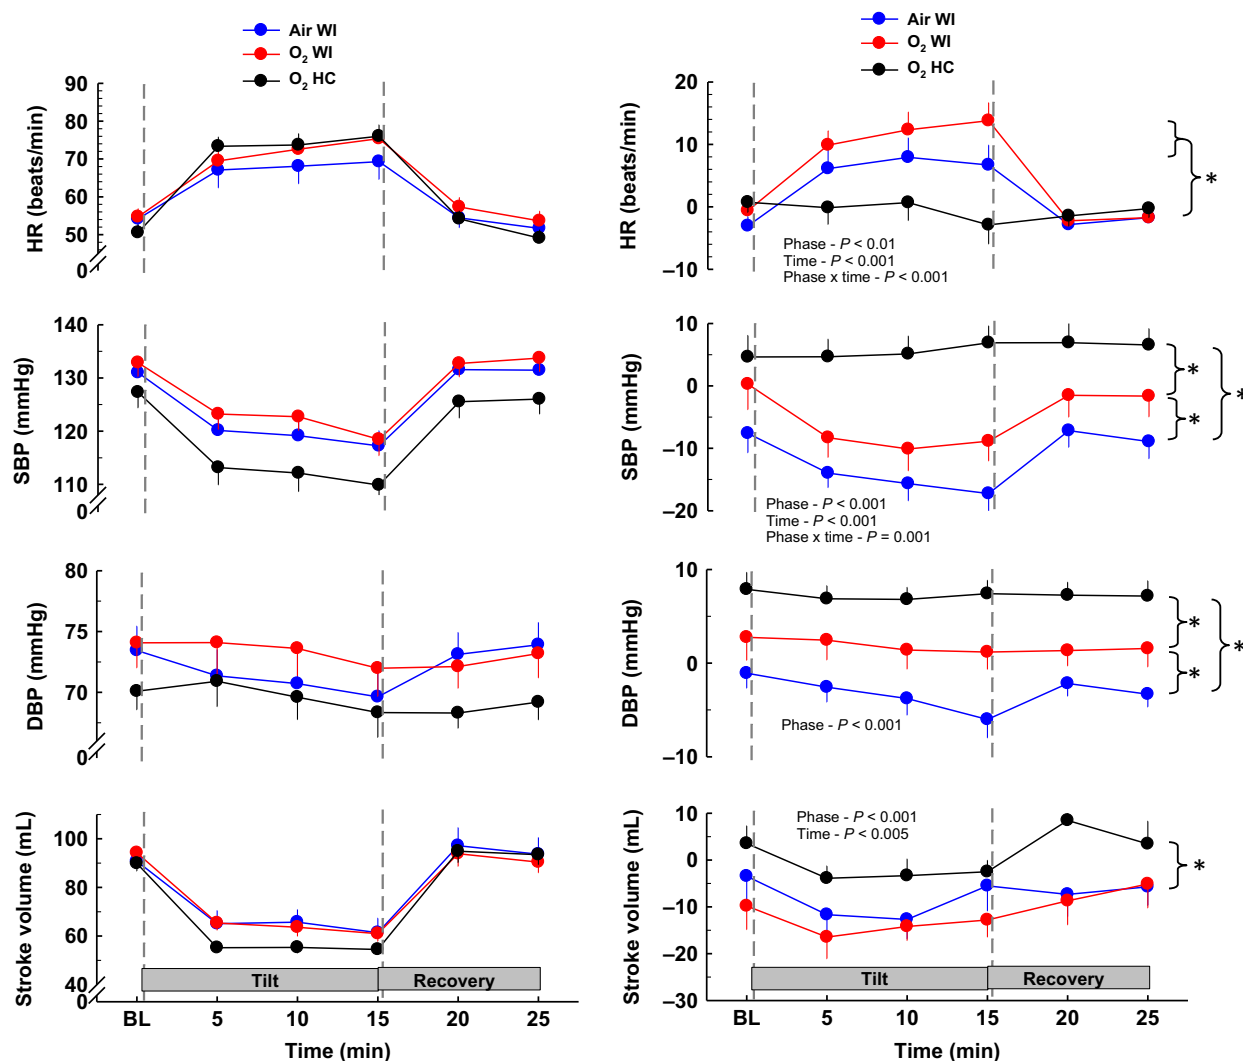 Air WI
O2 WI
O2 HC
HR (beats/min)
90
80
70
60
50
0
Air WI
O2 WI
O2 HC
HR (beats/min)
20
10
0
–10
Phase - P < 0.01
Time - P < 0.001
Phase x time - P < 0.001
*
SBP (mmHg)
140
130
120
110
0
SBP (mmHg)
10
0
–10
–20
Phase - P < 0.001
Time - P < 0.001
Phase x time - P = 0.001
*
*
*
DBP (mmHg)
80
75
70
0
DBP (mmHg)
10
0
–10
Phase - P < 0.001
*
*
*
Stroke volume (mL)
100
80
60
40
0
Tilt
Recovery
BL 5 10 15 20 25
Time (min)
Stroke volume (mL)
10
0
–10
–20
–30
Phase - P < 0.001
Time - P < 0.005
*
Tilt
Recovery
BL 5 10 15 20 25
Time (min)